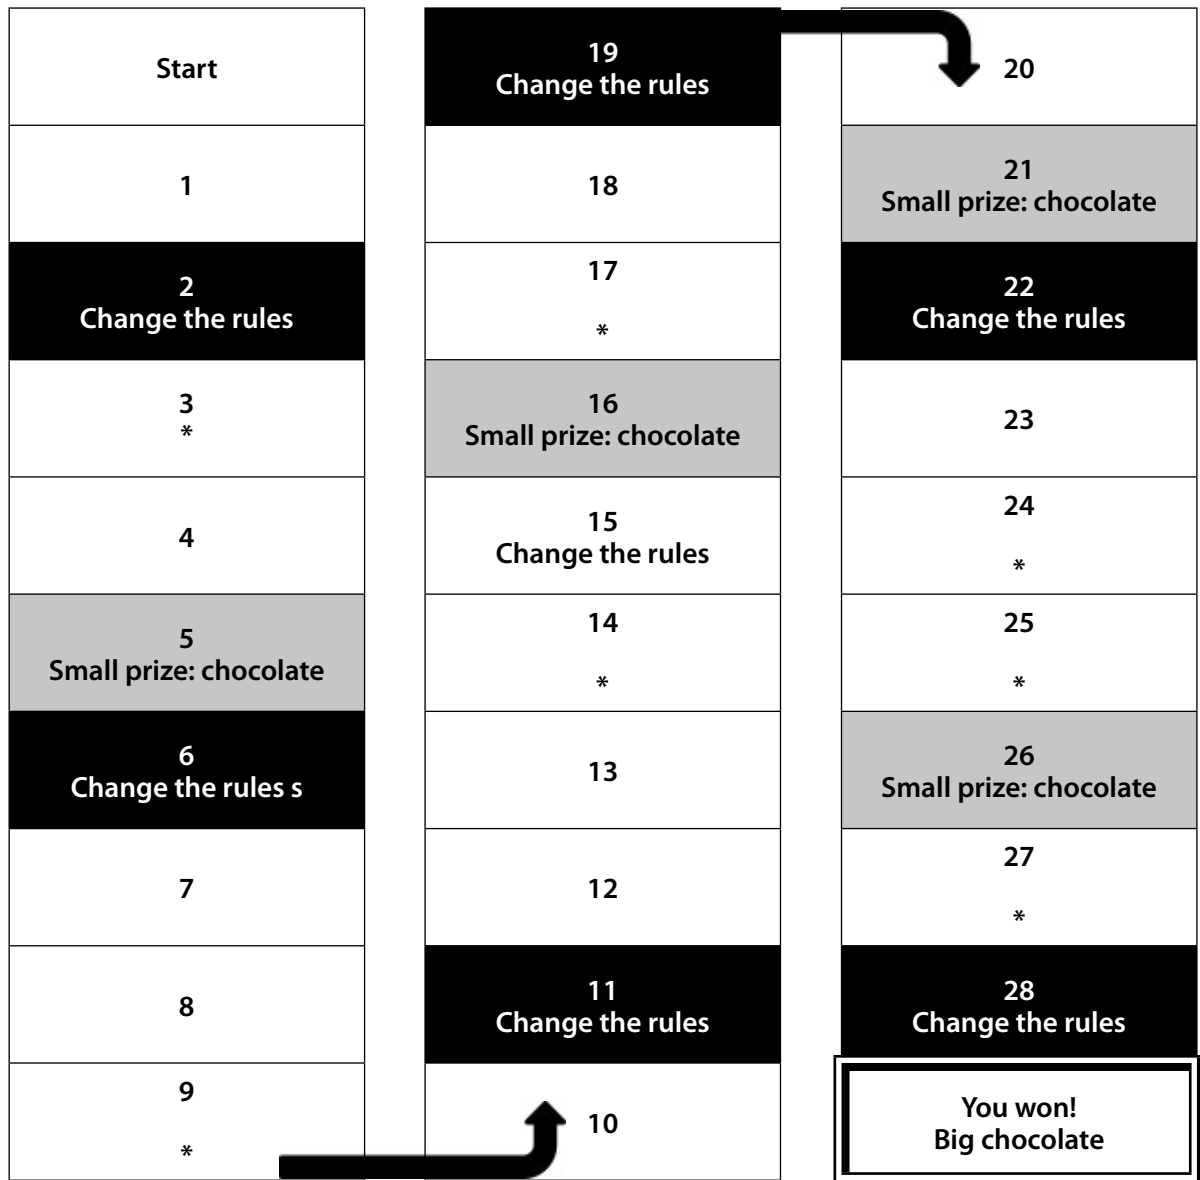 Start
1
2
Change the rules
3
*
4
5
Small prize: chocolate
6
Change the rules s
7
8
9
*
19
Change the rules
18
17
*
16
Small prize: chocolate
15
Change the rules
14
*
13
12
11
Change the rules
10
20
21
Small prize: chocolate
22
Change the rules
23
24
*
25
*
26
Small prize: chocolate
27
*
28
Change the rules
You won!
Big chocolate